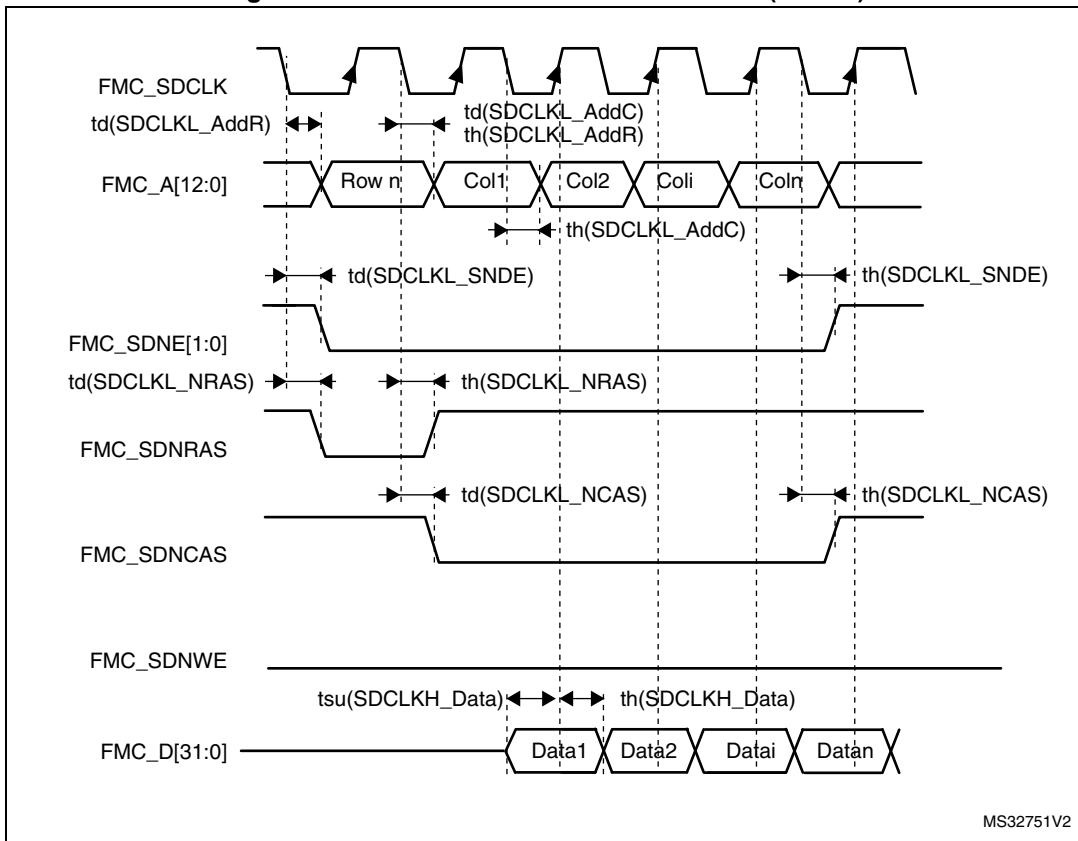 FMC_SDCLK
td(SDCLKL_AddR)
td(SDCLKL_AddC)
th(SDCLKL_AddR)
FMC_A[12:0]
Row n
Col1
Col2
Coli
Coln
th(SDCLKL_AddC)
td(SDCLKL_SNDE)
th(SDCLKL_SNDE)
FMC_SDNE[1:0]
td(SDCLKL_NRAS)
th(SDCLKL_NRAS)
FMC_SDNRAS
td(SDCLKL_NCAS)
th(SDCLKL_NCAS)
FMC_SDNCAS
FMC_SDNWE
tsu(SDCLKH_Data)
th(SDCLKH_Data)
FMC_D[31:0]
Data1
Data2
Datai
Datan
MS32751V2